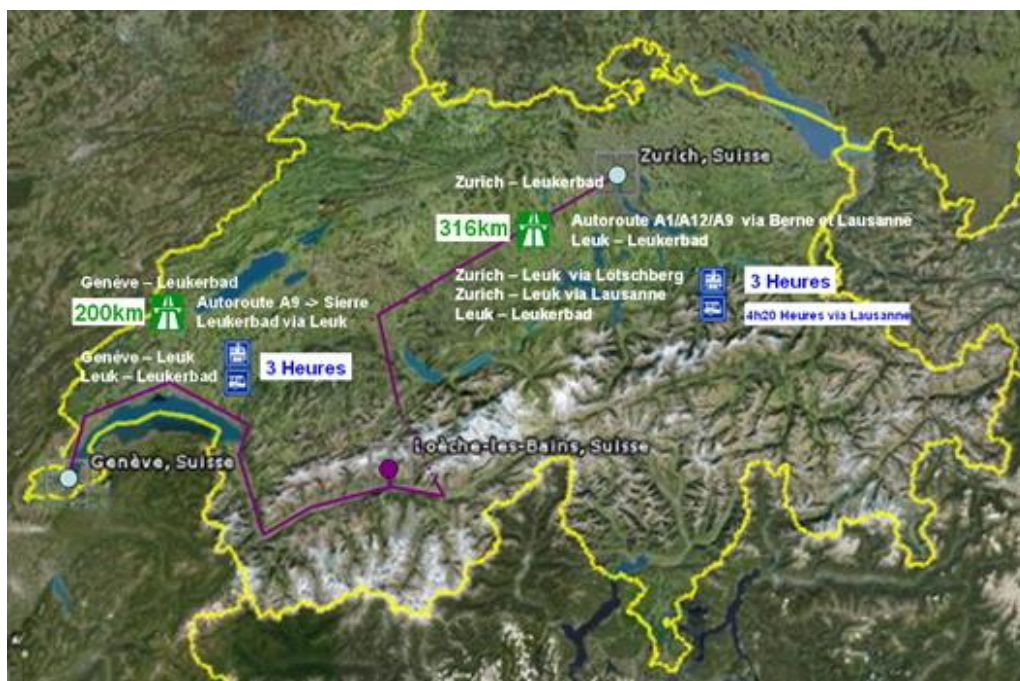 Zurich, Suisse
Zurich – Leukerbad
316km
Autoroute A1/A12/A9 via Berne et Lausanne
Leuk – Leukerbad
Zurich – Leuk via Lötschberg
Zurich – Leuk via Lausanne
Leuk – Leukerbad
3 Heures
4h20 Heures via Lausanne
Genéve – Leukerbad
200km
Autoroute A9 -> Sierre
Leukerbad via Leuk
Genéve – Leuk
Leuk – Leukerbad
3 Heures
Loèche-les-Bains, Suisse
Genève, Suisse